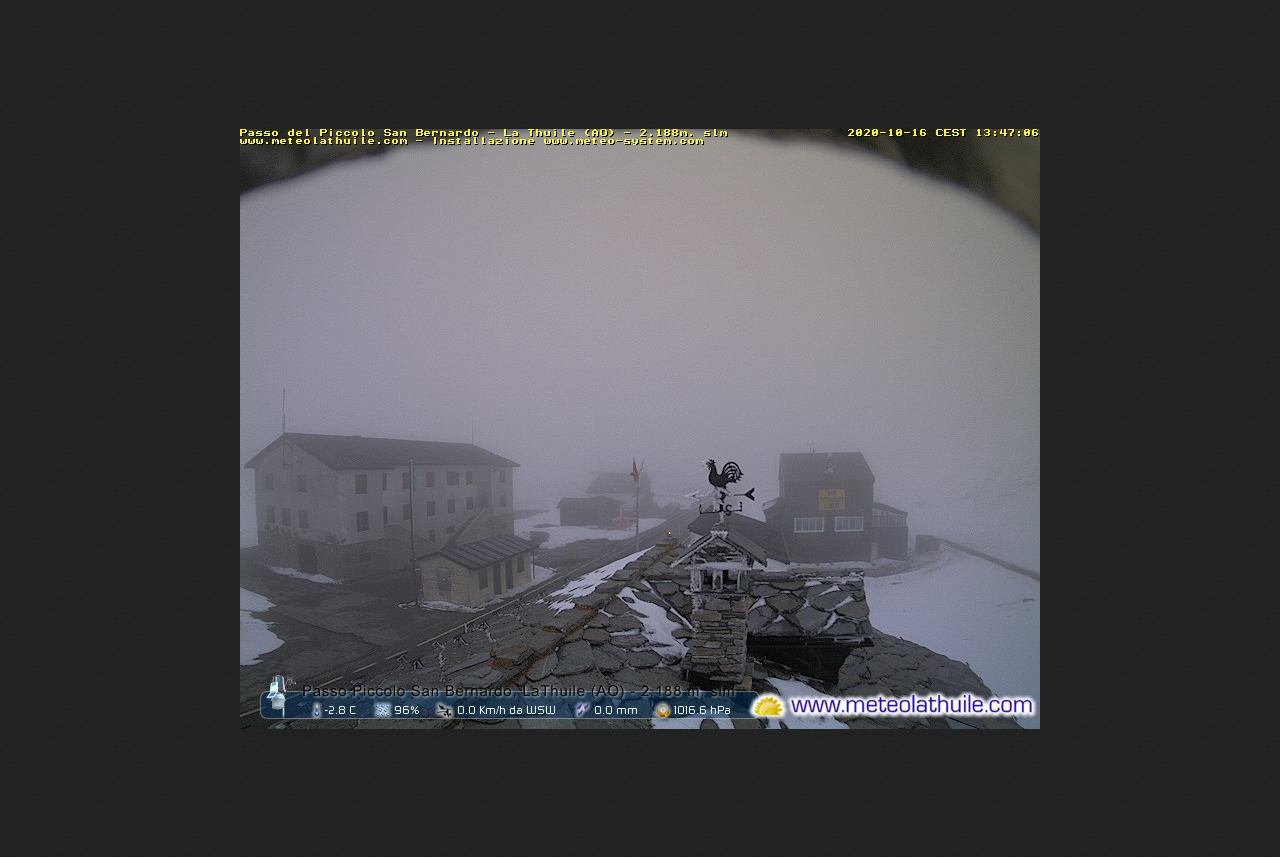 Passo del Piccolo San Bernardo - La Thuile (AO) - 2.188m. slm
2020-10-16 CEST 13:47:06
www.meteolathuile.com - Installazione www.meteo-system.com
S
Passo Piccolo San Bernardo, La Thuile (AO) - 2.188 m. slm
-2.8 C
96%
0.0 Km/h da WSW
0.0 mm
1016.6 hPa
www.meteolathuile.com